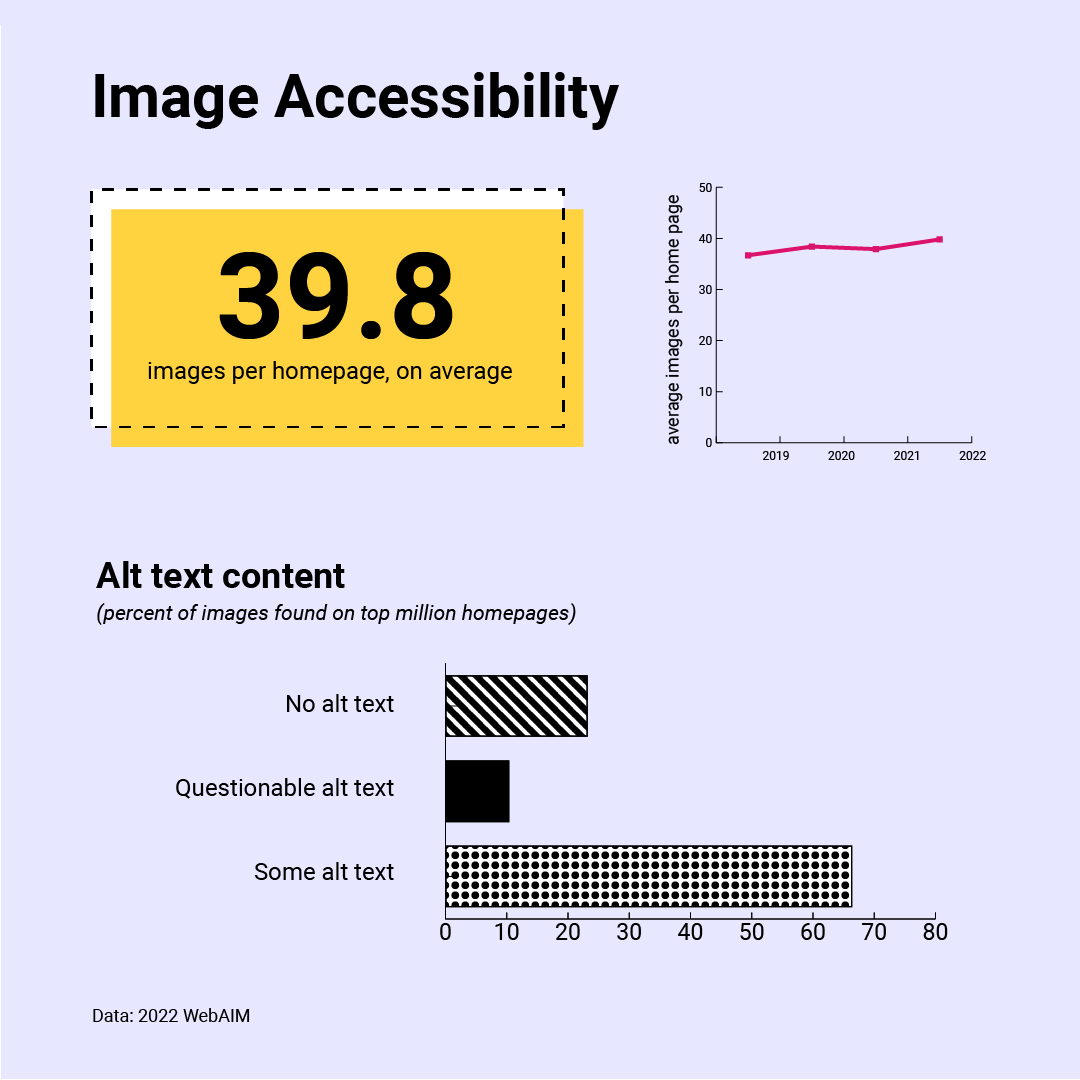 Image Accessibility
39.8
images per homepage, on average
average images per home page
50
40
30
20
10
0
2019
2020
2021
2022
Alt text content
(percent of images found on top million homepages)
No alt text
Questionable alt text
Some alt text
0 10 20 30 40 50 60 70 80
Data: 2022 WebAIM